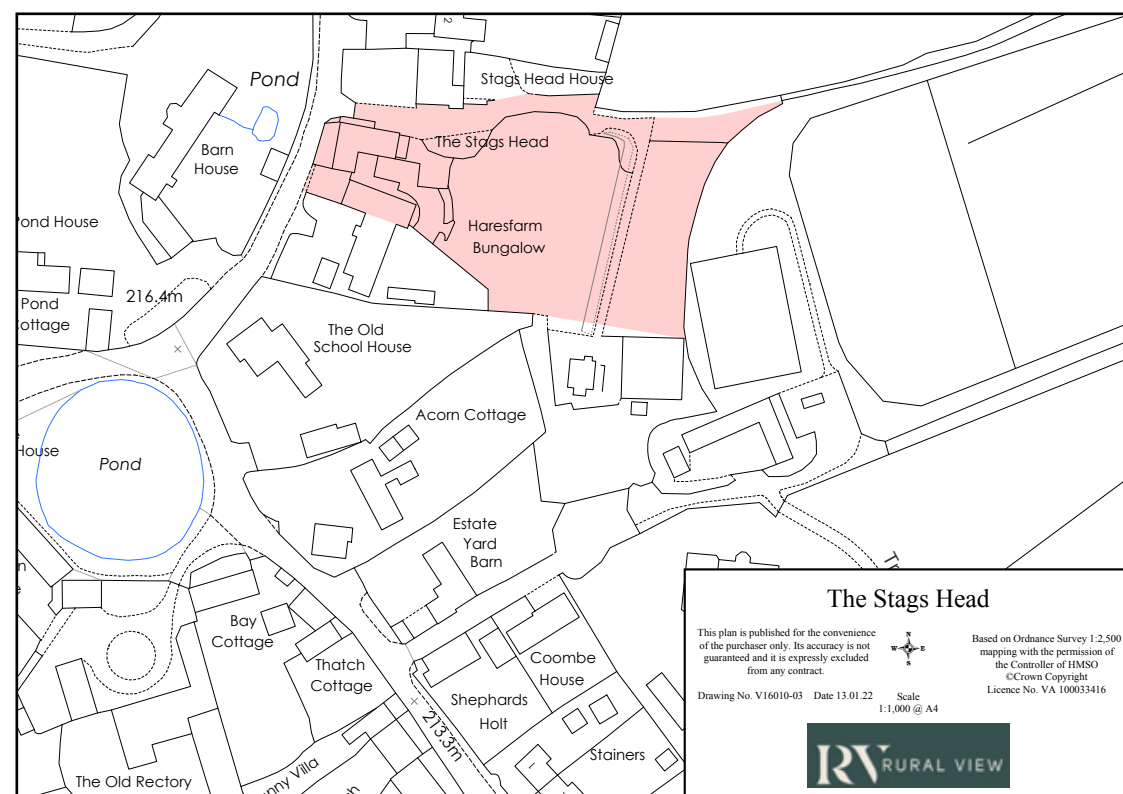 2
Pond
Stags Head House
Barn
House
The Stags Head
Pond House
Haresfarm
Bungalow
216.4m
Pond
Cottage
The Old
School House
Acorn Cottage
House
Pond
Estate
Yard
Barn
Bay
Cottage
Thatch
Cottage
Coombe
House
Shephards
Holt
213.3m
Stainers
1
The Old Rectory
The Stags Head
This plan is published for the convenience
of the purchaser only. Its accuracy is not
guaranteed and it is expressly excluded
from any contract.
N
W E
S
Based on Ordnance Survey 1:2,500
mapping with the permission of
the Controller of HMSO
©Crown Copyright
Licence No. VA 100033416
Drawing No. V16010-03 Date 13.01.22
Scale
1:1,000 @ A4
RV RURAL VIEW